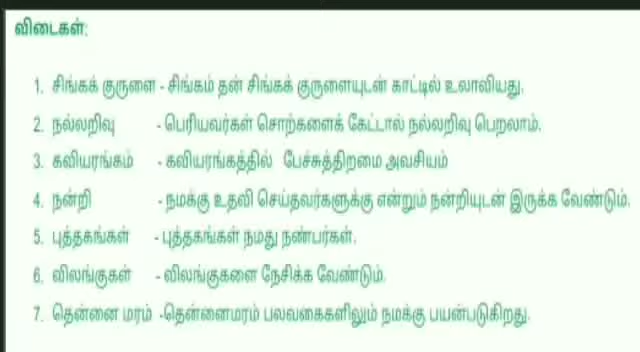 விடைகள்:
1. சிங்கக் குருளை - சிங்கம் தன் சிங்கக் குருளையுடன் காட்டில் உலாவியது.
2. நல்லறிவு - பெரியவர்கள் சொற்களைக் கேட்டால் நல்லறிவு பெறலாம்.
3. கவியரங்கம் - கவியரங்கத்தில் பேச்சுத்திறமை அவசியம்
4. நன்றி - நமக்கு உதவி செய்தவர்களுக்கு என்றும் நன்றியுடன் இருக்க வேண்டும்.
5. புத்தகங்கள் - புத்தகங்கள் நமது நண்பர்கள்.
6. விலங்குகள் - விலங்குகளை நேசிக்க வேண்டும்.
7. தென்னை மரம் -தென்னைமரம் பலவகைகளிலும் நமக்கு பயன்படுகிறது.